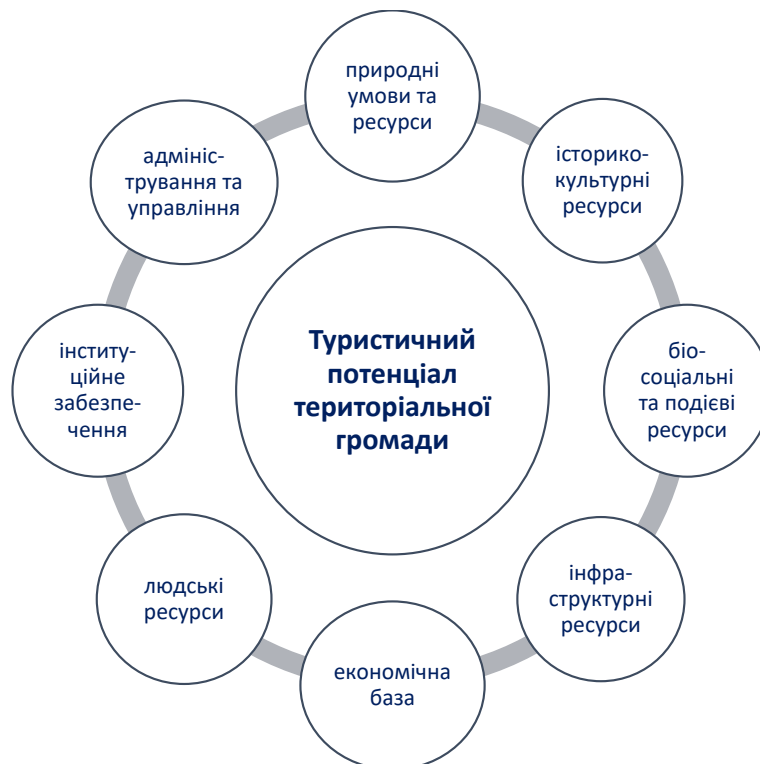 природні
умови та
ресурси
історико-
культурні
ресурси
біо-
соціальні
та подієві
ресурси
інфра-
структурні
ресурси
економічна
база
людські
ресурси
інститу-
ційне
забезпе-
чення
адмініс-
трування та
управління
Туристичний
потенціал
територіальної
громади